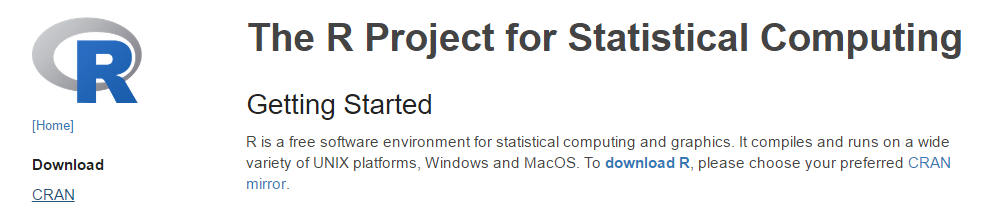 R
[Home]
Download
CRAN
The R Project for Statistical Computing
Getting Started
R is a free software environment for statistical computing and graphics. It compiles and runs on a wide
variety of UNIX platforms, Windows and MacOS. To download R, please choose your preferred CRAN
mirror.